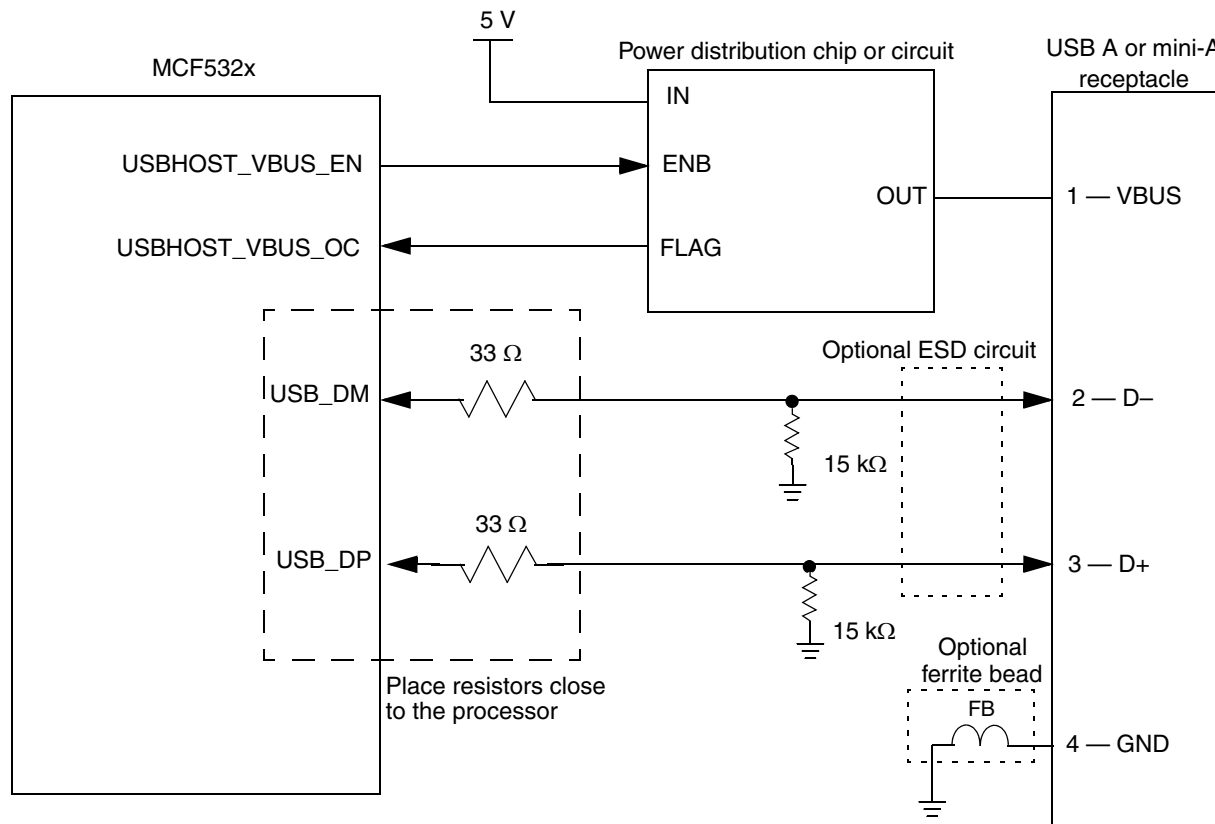 5 V
MCF532x
Power distribution chip or circuit
USB A or mini-A
receptacle
IN
USBHOST_VBUS_EN
ENB
OUT
1 — VBUS
USBHOST_VBUS_OC
FLAG
33 Ω
Optional ESD circuit
USB_DM
2 — D–
15 kΩ
33 Ω
USB_DP
3 — D+
15 kΩ
Place resistors close
to the processor
Optional
ferrite bead
FB
4 — GND